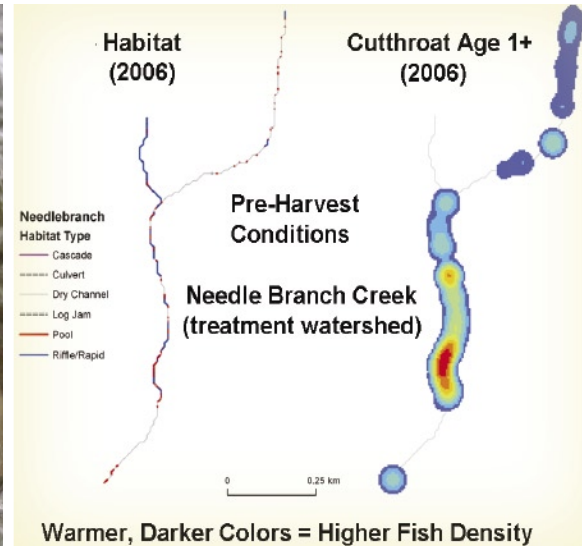 Habitat
(2006)
Cutthroat Age 1+
(2006)
Pre-Harvest
Conditions
Needle Branch Creek
(treatment watershed)
Needlebranch
Habitat Type
Cascade
Culvert
Dry Channel
Log Jam
Pool
Riffle/Rapid
0
0.25 km
Warmer, Darker Colors = Higher Fish Density